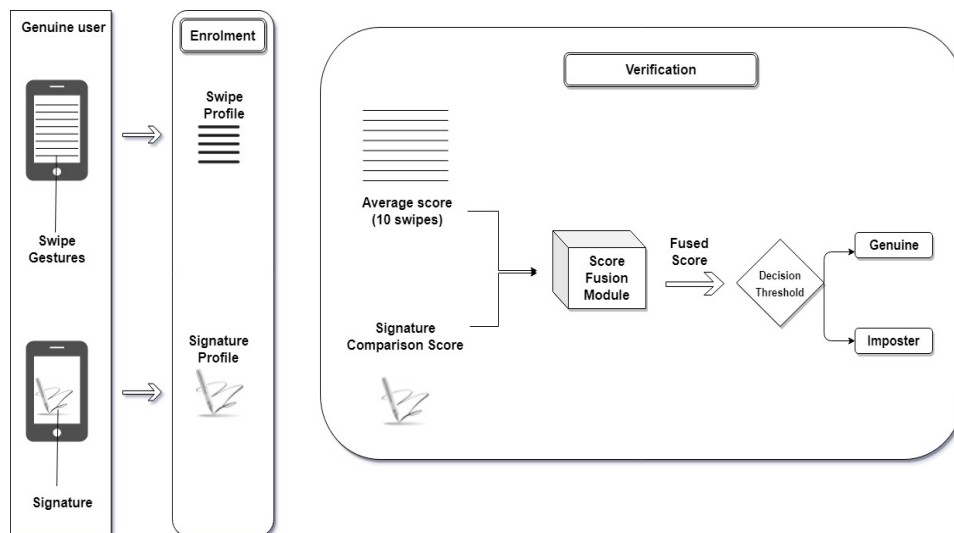 Genuine user
Swipe
Gestures
Signature
Enrolment
Swipe
Profile
Signature
Profile
Verification
Average score
(10 swipes)
Signature
Comparison Score
Score
Fusion
Module
Fused
Score
Decision
Threshold
Genuine
Imposter